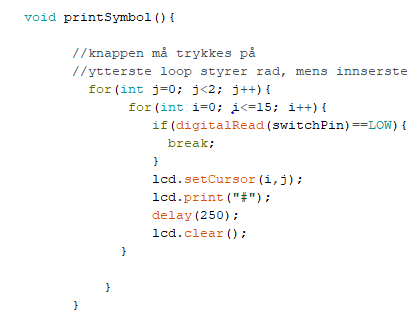 void printSymbol(){
//knappen må trykkes på
//ytterste loop styrer rad, mens innserste
for(int j=0; j<2; j++){
for(int i=0; i<=15; i++){
if(digitalRead(switchPin)==LOW){
break;
}
lcd.setCursor(i,j);
lcd.print("#");
delay(250);
lcd.clear();
}
}
}